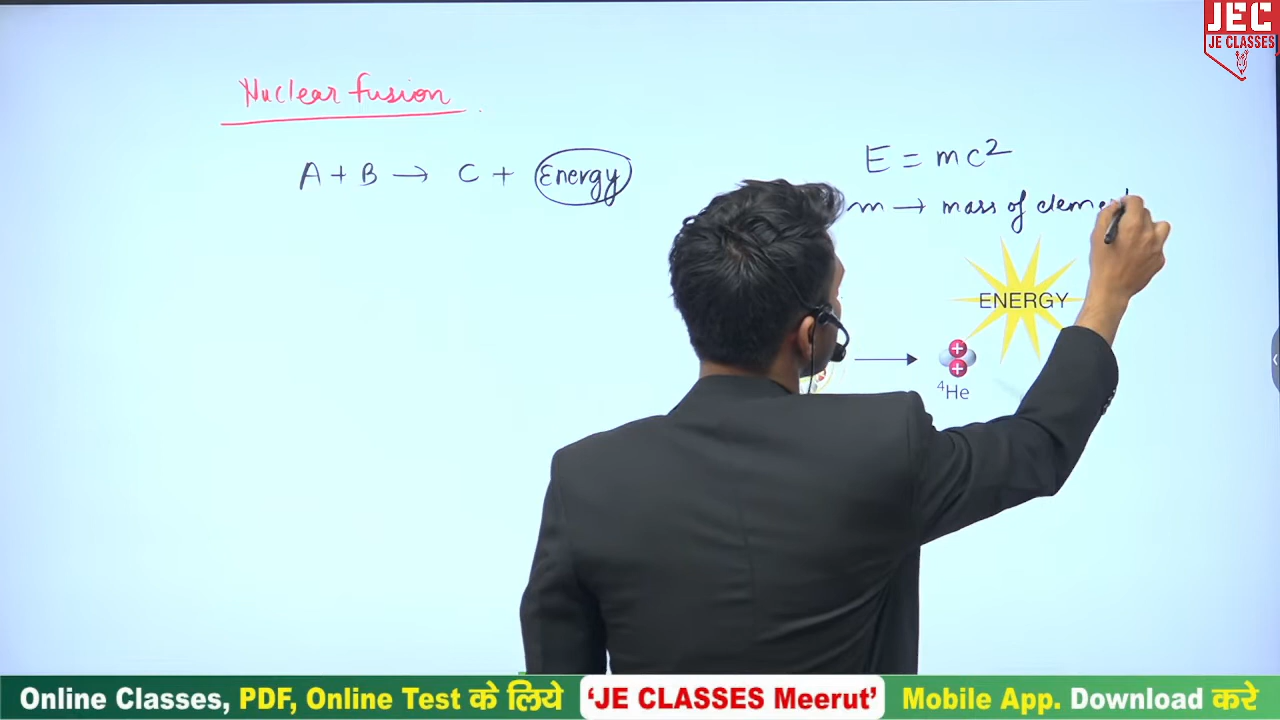 JEC
JE CLASSES
Nuclear fusion
A + B → C + Energy
E = mc²
m → mass of element
ENERGY
⁴He
Online Classes, PDF, Online Test के लिये 'JE CLASSES Meerut' Mobile App. Download करे